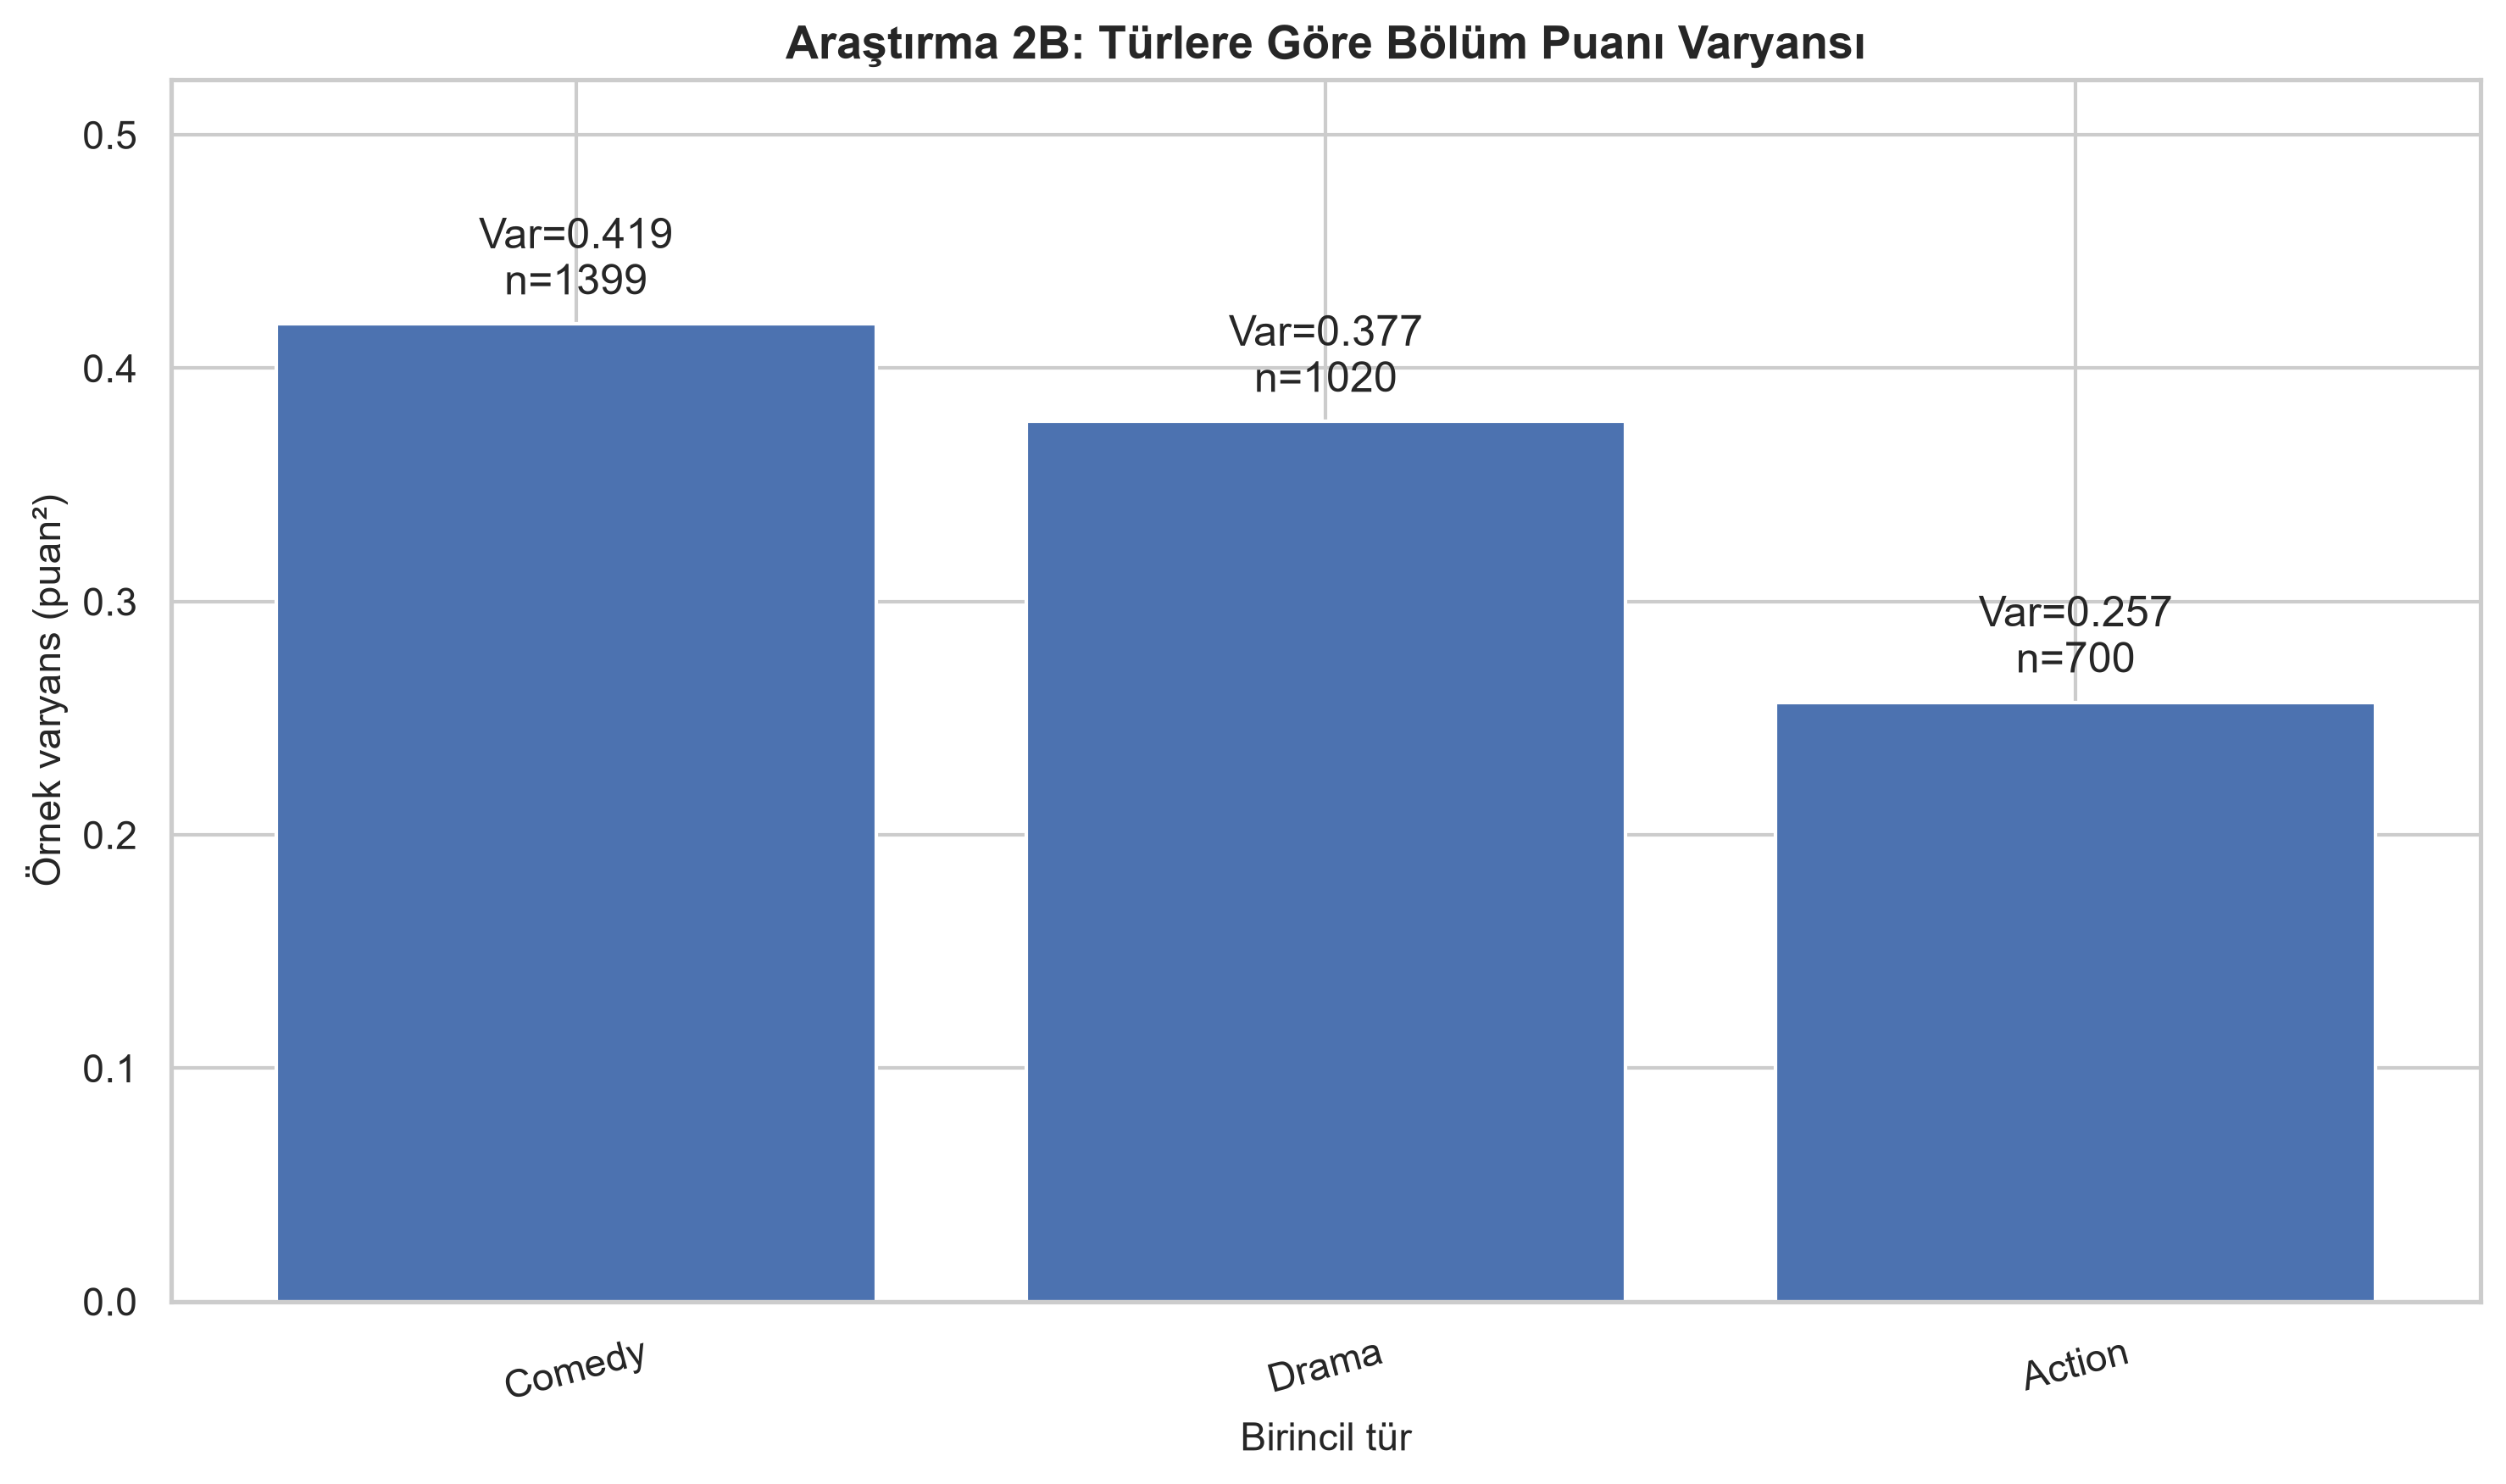 Araştırma 2B: Türlere Göre Bölüm Puanı Varyansı
Örnek varyans (puan²)
0.5
0.4
0.3
0.2
0.1
0.0
Var=0.419
n=1399
Var=0.377
n=1020
Var=0.257
n=700
Comedy
Drama
Action
Birincil tür